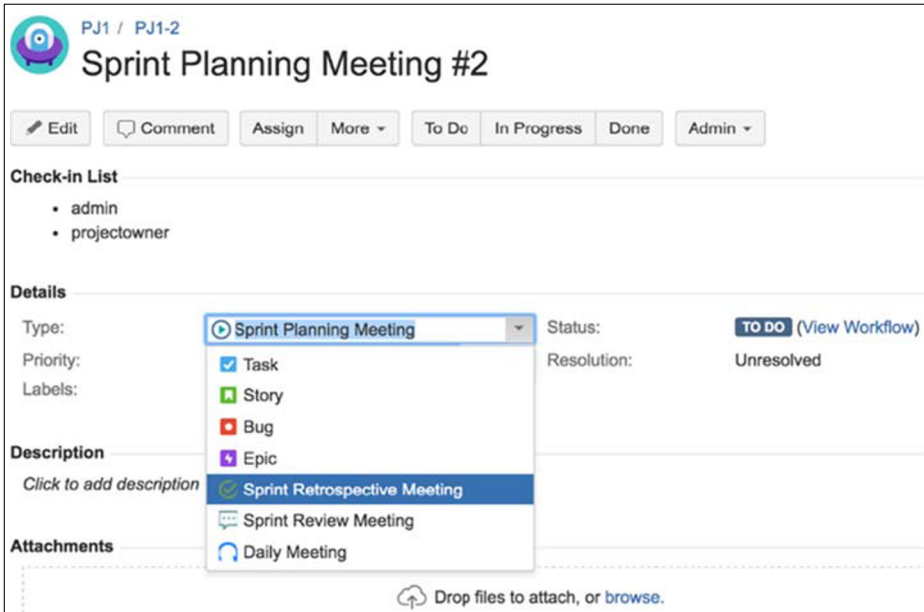 PJ1 / PJ1-2
Sprint Planning Meeting #2
Edit Comment Assign More To Do In Progress Done Admin
Check-in List
• admin
• projectowner
Details
Type: Sprint Planning Meeting Status: TO DO (View Workflow)
Priority: Task Resolution: Unresolved
Labels: Story
Bug
Description Epic
Click to add description Sprint Retrospective Meeting
Sprint Review Meeting
Attachments Daily Meeting
Drop files to attach, or browse.